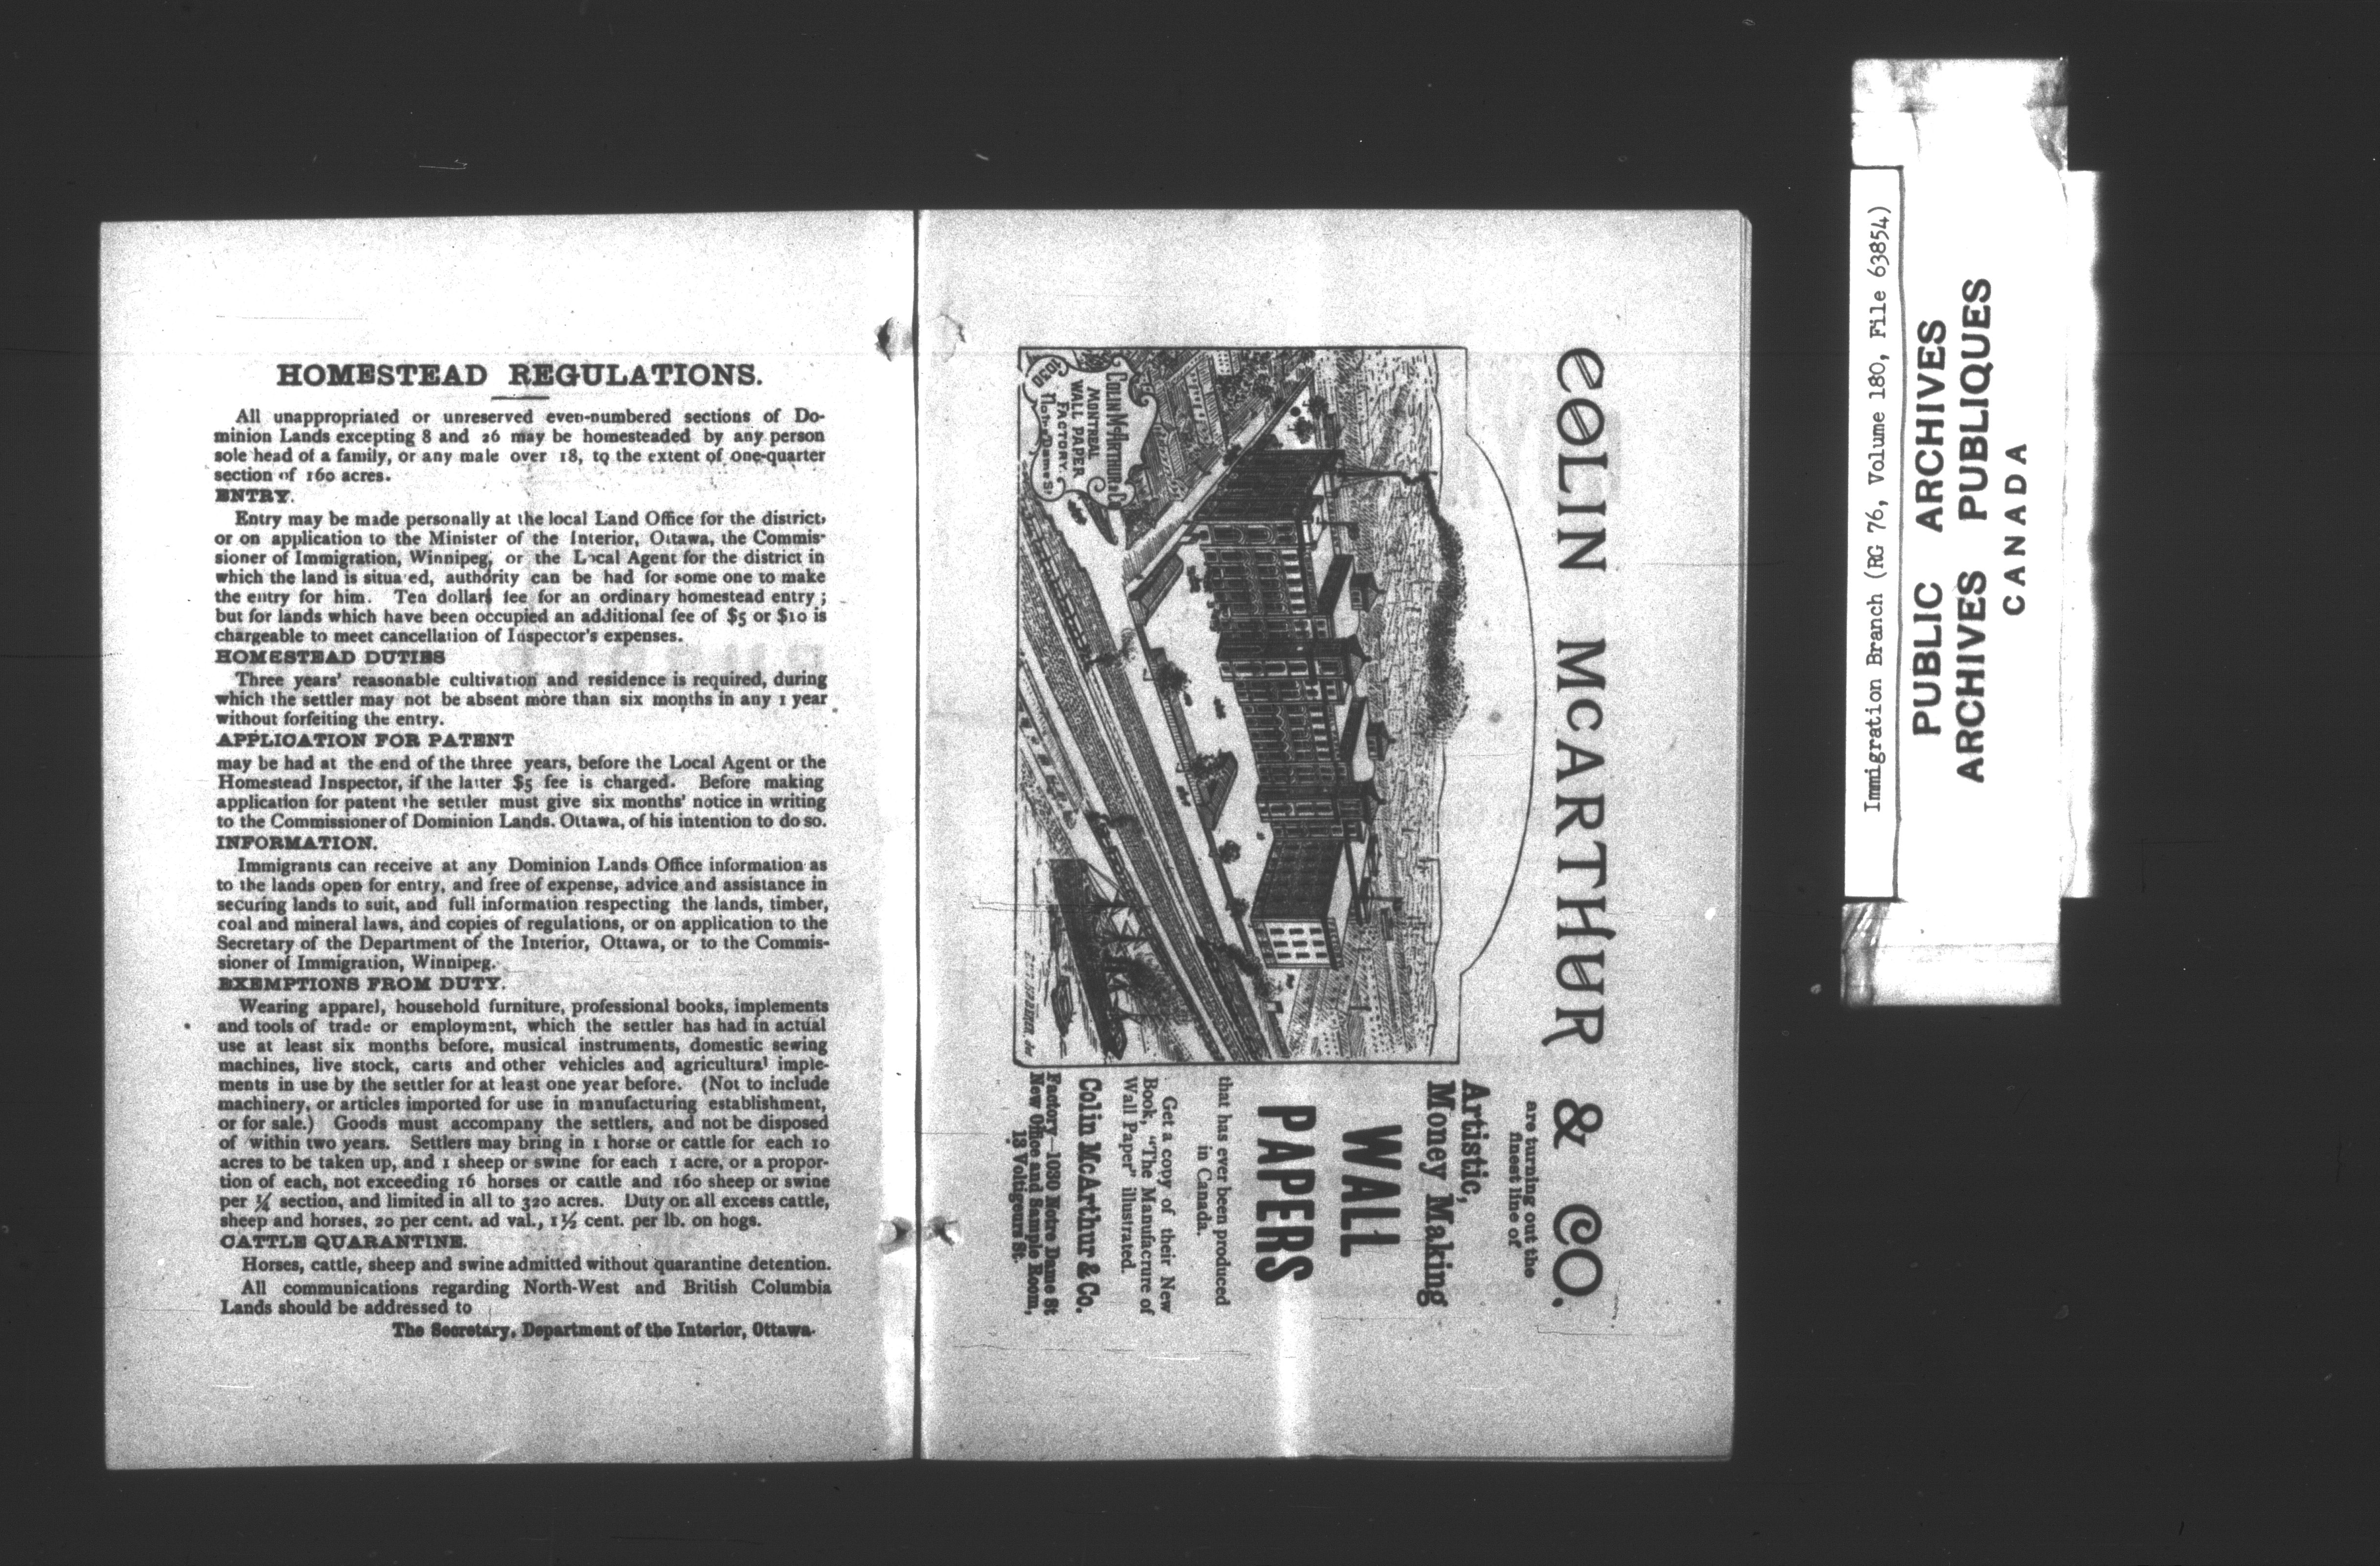 HOMESTEAD REGULATIONS.
All unappropriated or unreserved even-numbered sections of Do-
minion Lands excepting 8 and 26 may be homesteaded by any person
sole head of a family, or any male over 18, to the extent of one-quarter
section of 160 acres.
ENTRY.
Entry may be made personally at the local Land Office for the district,
or on application to the Minister of the Interior, Ottawa, the Commis-
sioner of Immigration, Winnipeg, or the Local Agent for the district in
which the land is situa'ed, authority can be had for some one to make
the entry for him. Ten dollars fee for an ordinary homestead entry ;
but for lands which have been occupied an additional fee of $5 or $10 is
chargeable to meet cancellation of Inspector's expenses.
HOMESTEAD DUTIES
Three years' reasonable cultivation and residence is required, during
which the settler may not be absent more than six months in any 1 year
without forfeiting the entry.
APPLICATION FOR PATENT
may be had at the end of the three years, before the Local Agent or the
Homestead Inspector, if the latter $5 fee is charged. Before making
application for patent the settler must give six months' notice in writing
to the Commissioner of Dominion Lands. Ottawa, of his intention to do so.
INFORMATION.
Immigrants can receive at any Dominion Lands Office information as
to the lands open for entry, and free of expense, advice and assistance in
securing lands to suit, and full information respecting the lands, timber,
coal and mineral laws, and copies of regulations, or on application to the
Secretary of the Department of the Interior, Ottawa, or to the Commis-
sioner of Immigration, Winnipeg.
EXEMPTIONS FROM DUTY.
Wearing apparel, household furniture, professional books, implements
and tools of trade or employment, which the settler has had in actual
use at least six months before, musical instruments, domestic sewing
machines, live stock, carts and other vehicles and agricultural imple-
ments in use by the settler for at least one year before. (Not to include
machinery, or articles imported for use in manufacturing establishment,
or for sale.) Goods must accompany the settlers, and not be disposed
of within two years. Settlers may bring in 1 horse or cattle for each 10
acres to be taken up, and 1 sheep or swine for each 1 acre, or a propor-
tion of each, not exceeding 16 horses or cattle and 160 sheep or swine
per ¼ section, and limited in all to 320 acres. Duty on all excess cattle,
sheep and horses, 20 per cent. ad val., 1½ cent. per lb. on hogs.
CATTLE QUARANTINE.
Horses, cattle, sheep and swine admitted without quarantine detention.
All communications regarding North-West and British Columbia
Lands should be addressed to
The Secretary, Department of the Interior, Ottawa.
COLIN MCARTHUR & CO.
COLIN McARTHUR & Co
MONTREAL
WALL PAPER
FACTORY.
1030
Notre Dame St
are turning out the
finest line of
Artistic,
Money Making
WALL
PAPERS
that has ever been produced
in Canada.
Get a copy of their New
Book, "The Manufacrure of
Wall Paper" illustrated.
Colin McArthur & Co.
Factory—1030 Notre Dame St
New Office and Sample Room,
13 Voltigeurs St.
Immigration Branch (RG 76, Volume 180, File 63854)
PUBLIC ARCHIVES
ARCHIVES PUBLIQUES
CANADA